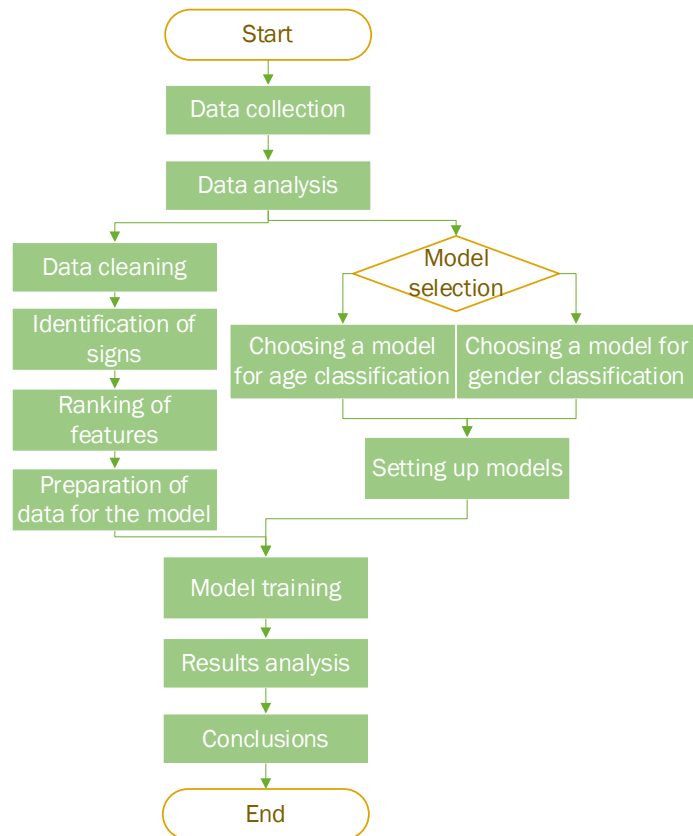 Start
Data collection
Data analysis
Data cleaning
Identification of
signs
Ranking of
features
Preparation of
data for the model
Model
selection
Choosing a model
for age classification
Choosing a model for
gender classification
Setting up models
Model training
Results analysis
Conclusions
End